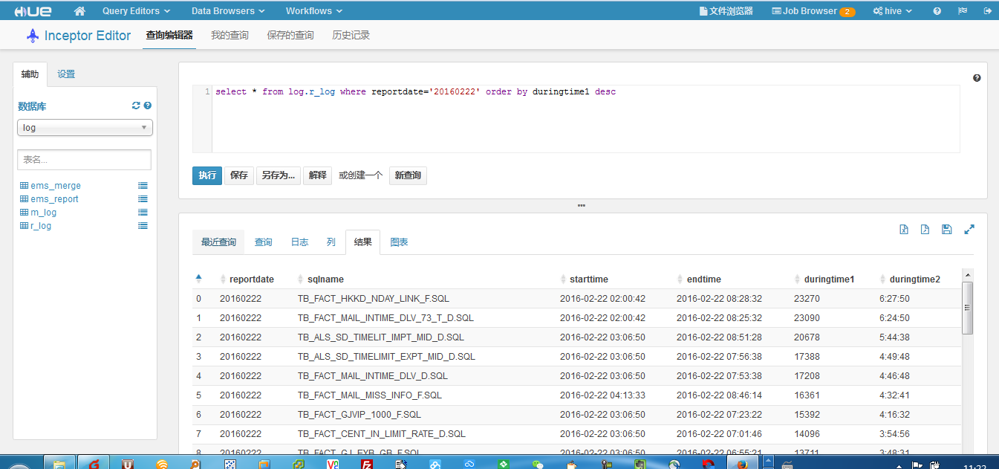 HUE Query Editors Data Browsers Workflows 文件浏览器 Job Browser 2 hive
Inceptor Editor 查询编辑器 我的查询 保存的查询 历史记录
辅助 设置
数据库
log
表名...
ems_merge
ems_report
m_log
r_log
1 select * from log.r_log where reportdate='20160222' order by duringtime1 desc
执行 保存 另存为... 解释 或创建一个 新查询
最近查询 查询 日志 列 结果 图表
reportdate sqlname starttime endtime duringtime1 duringtime2
0 20160222 TB_FACT_HKKD_NDAY_LINK_F.SQL 2016-02-22 02:00:42 2016-02-22 08:28:32 23270 6:27:50
1 20160222 TB_FACT_MAIL_INTIME_DLV_73_T_D.SQL 2016-02-22 02:00:42 2016-02-22 08:25:32 23090 6:24:50
2 20160222 TB_ALS_SD_TIMELIT_IMPT_MID_D.SQL 2016-02-22 03:06:50 2016-02-22 08:51:28 20678 5:44:38
3 20160222 TB_ALS_SD_TIMELIMIT_EXPT_MID_D.SQL 2016-02-22 03:06:50 2016-02-22 07:56:38 17388 4:49:48
4 20160222 TB_FACT_MAIL_INTIME_DLV_D.SQL 2016-02-22 03:06:50 2016-02-22 07:53:38 17208 4:46:48
5 20160222 TB_FACT_MAIL_MISS_INFO_F.SQL 2016-02-22 04:13:33 2016-02-22 08:46:14 16361 4:32:41
6 20160222 TB_FACT_GJVIP_1000_F.SQL 2016-02-22 03:06:50 2016-02-22 07:23:22 15392 4:16:32
7 20160222 TB_FACT_CENT_IN_LIMIT_RATE_D.SQL 2016-02-22 03:06:50 2016-02-22 07:01:46 14096 3:54:56
8 20160222 2016-02-22 03:06:50 2016-02-22 06:55:21 13711 3:48:31
11:22